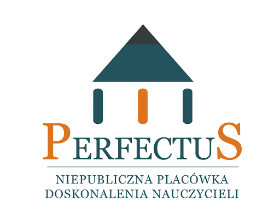 PERFECTUS
NIEPUBLICZNA PLACÓWKA
DOSKONALENIA NAUCZYCIELI